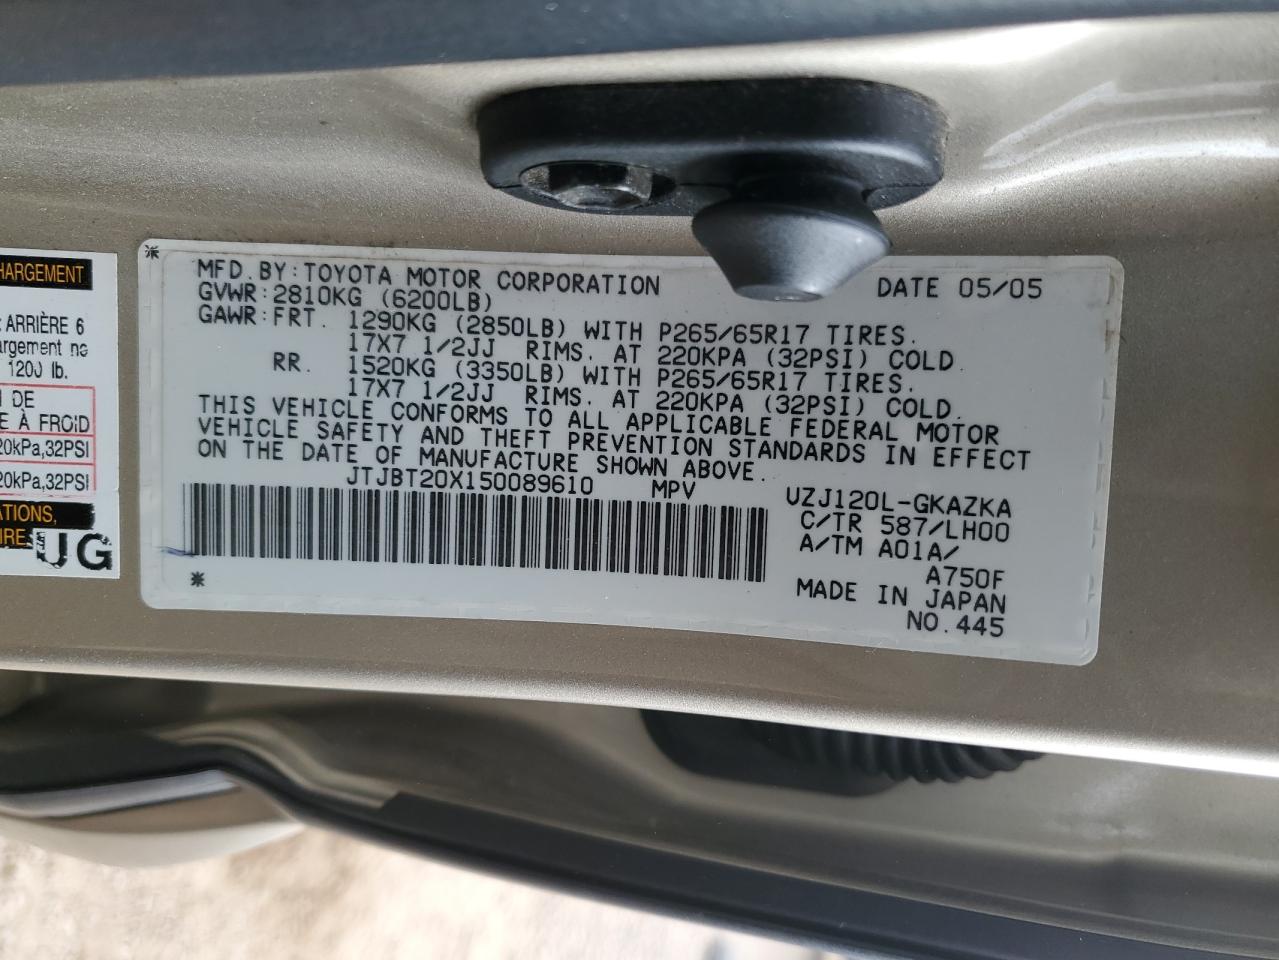 HARGEMENT
ARRIÈRE 6
argement no
1200 lb.
DE
E À FROID
20kPa,32PSI
20kPa,32PSI
ATIONS,
IRE
UG
MFD. BY: TOYOTA MOTOR CORPORATION DATE 05/05
GVWR: 2810KG (6200LB)
GAWR: FRT. 1290KG (2850LB) WITH P265/65R17 TIRES.
17X7 1/2JJ RIMS. AT 220KPA (32PSI) COLD.
RR. 1520KG (3350LB) WITH P265/65R17 TIRES.
17X7 1/2JJ RIMS. AT 220KPA (32PSI) COLD.
THIS VEHICLE CONFORMS TO ALL APPLICABLE FEDERAL MOTOR
VEHICLE SAFETY AND THEFT PREVENTION STANDARDS IN EFFECT
ON THE DATE OF MANUFACTURE SHOWN ABOVE.
JTJBT20X150089610 MPV UZJ120L-GKAZKA
C/TR 587/LH00
A/TM A01A/
A750F
MADE IN JAPAN
NO. 445